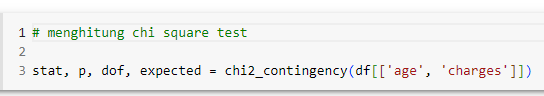 1 # menghitung chi square test
2
3 stat, p, dof, expected = chi2_contingency(df[['age', 'charges']])